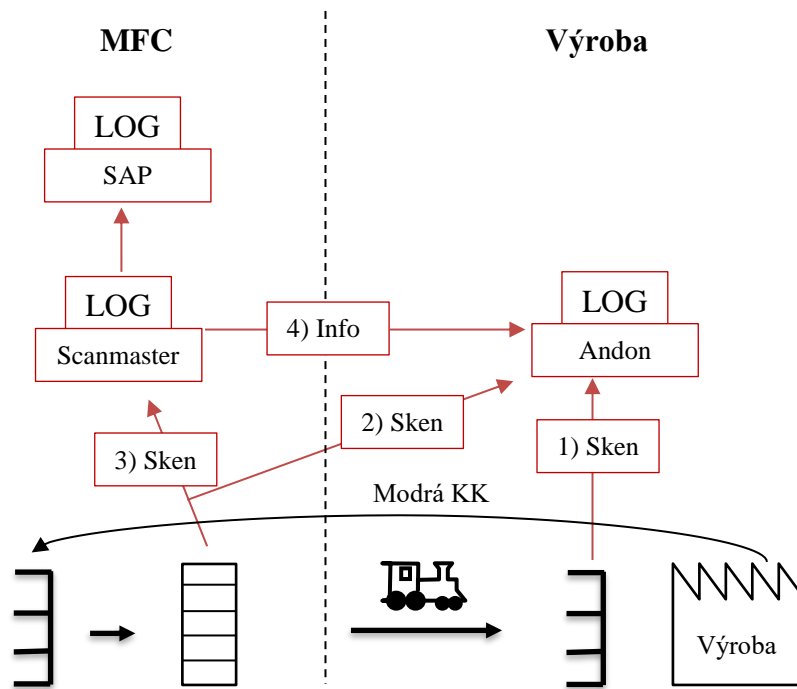 MFC
Výroba
LOG
SAP
LOG
Scanmaster
4) Info
LOG
Andon
2) Sken
3) Sken
1) Sken
Modrá KK
Výroba